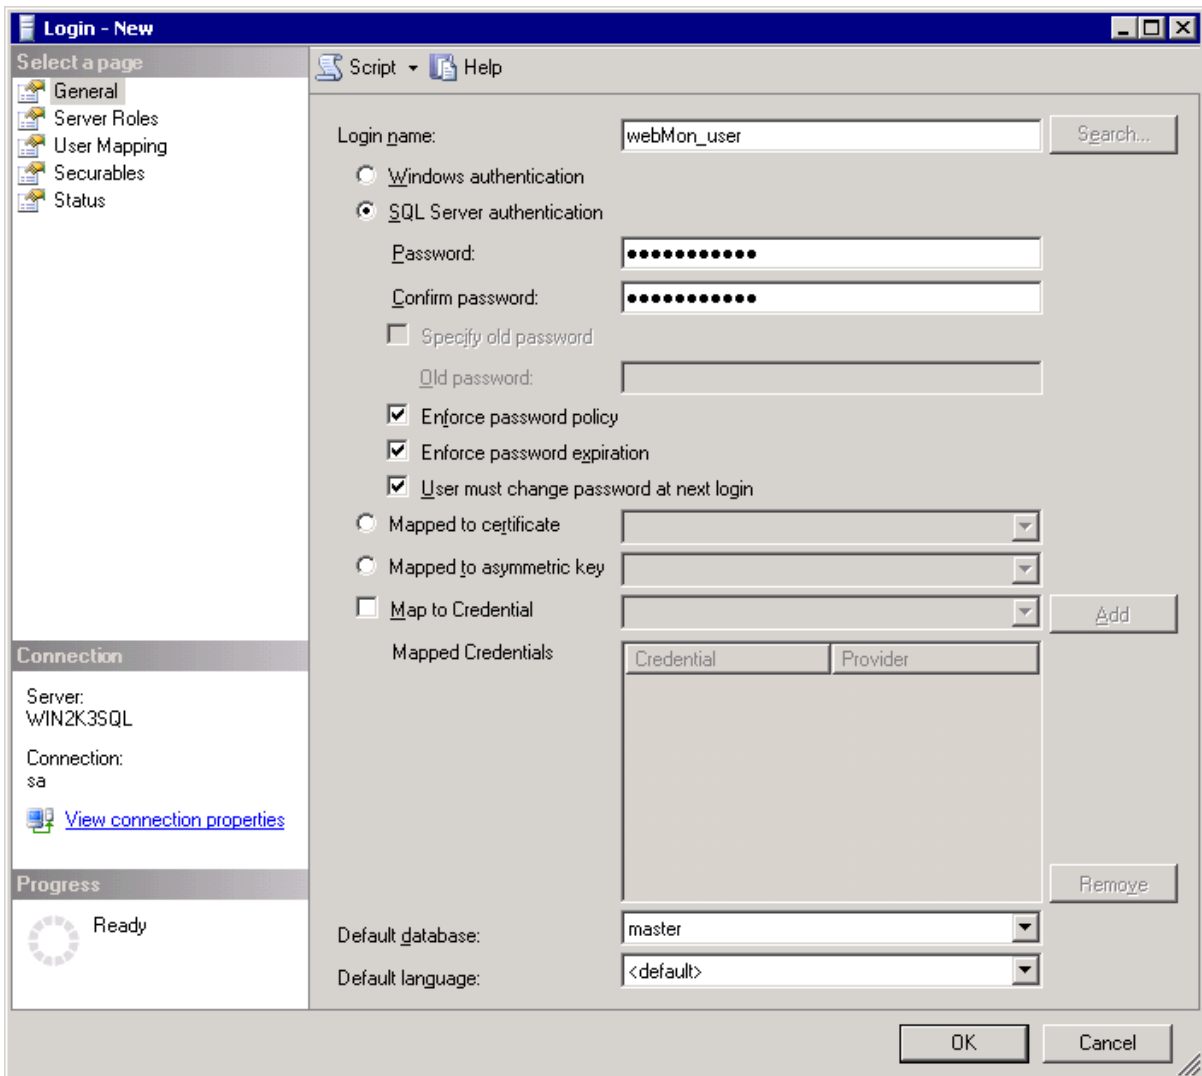 Login - New
Select a page
General
Server Roles
User Mapping
Securables
Status
Script Help
Login name: webMon_user Search...
Windows authentication
SQL Server authentication
Password: ●●●●●●●●●●●
Confirm password: ●●●●●●●●●●●
Specify old password
Old password:
Enforce password policy
Enforce password expiration
User must change password at next login
Mapped to certificate
Mapped to asymmetric key
Map to Credential Add
Mapped Credentials Credential Provider
Remove
Default database: master
Default language: <default>
Connection
Server:
WIN2K3SQL
Connection:
sa
View connection properties
Progress
Ready
OK Cancel